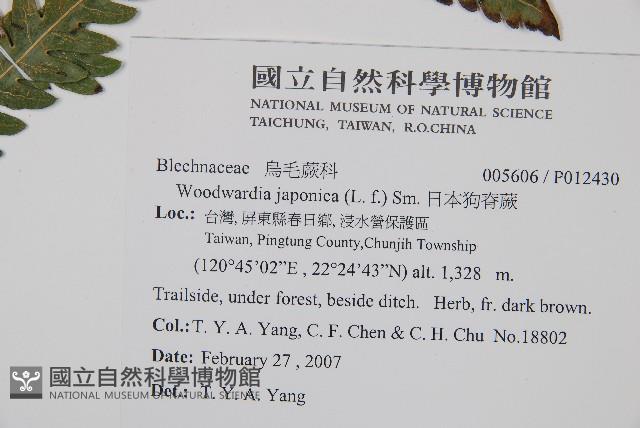 國立自然科學博物館
NATIONAL MUSEUM OF NATURAL SCIENCE
TAICHUNG, TAIWAN, R.O.CHINA
Blechnaceae 烏毛蕨科 005606 / P012430
Woodwardia japonica (L. f.) Sm. 日本狗脊蕨
Loc.: 台灣, 屏東縣春日鄉, 浸水營保護區
Taiwan, Pingtung County,Chunjih Township
(120°45’02”E , 22°24’43”N) alt. 1,328 m.
Trailside, under forest, beside ditch. Herb, fr. dark brown.
Col.: T. Y. A. Yang, C. F. Chen & C. H. Chu No.18802
Date: February 27 , 2007
Det.: T. Y. A. Yang
國立自然科學博物館
NATIONAL MUSEUM OF NATURAL SCIENCE